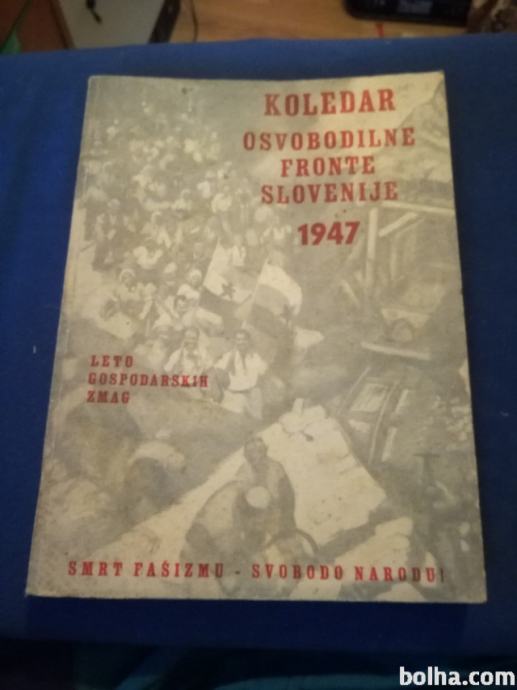 KOLEDAR
OSVOBODILNE
FRONTE
SLOVENIJE
1947
LETO
GOSPODARSKIH
ZMAG
SMRT FAŠIZMU - SVOBODO NARODU!
bolha.com